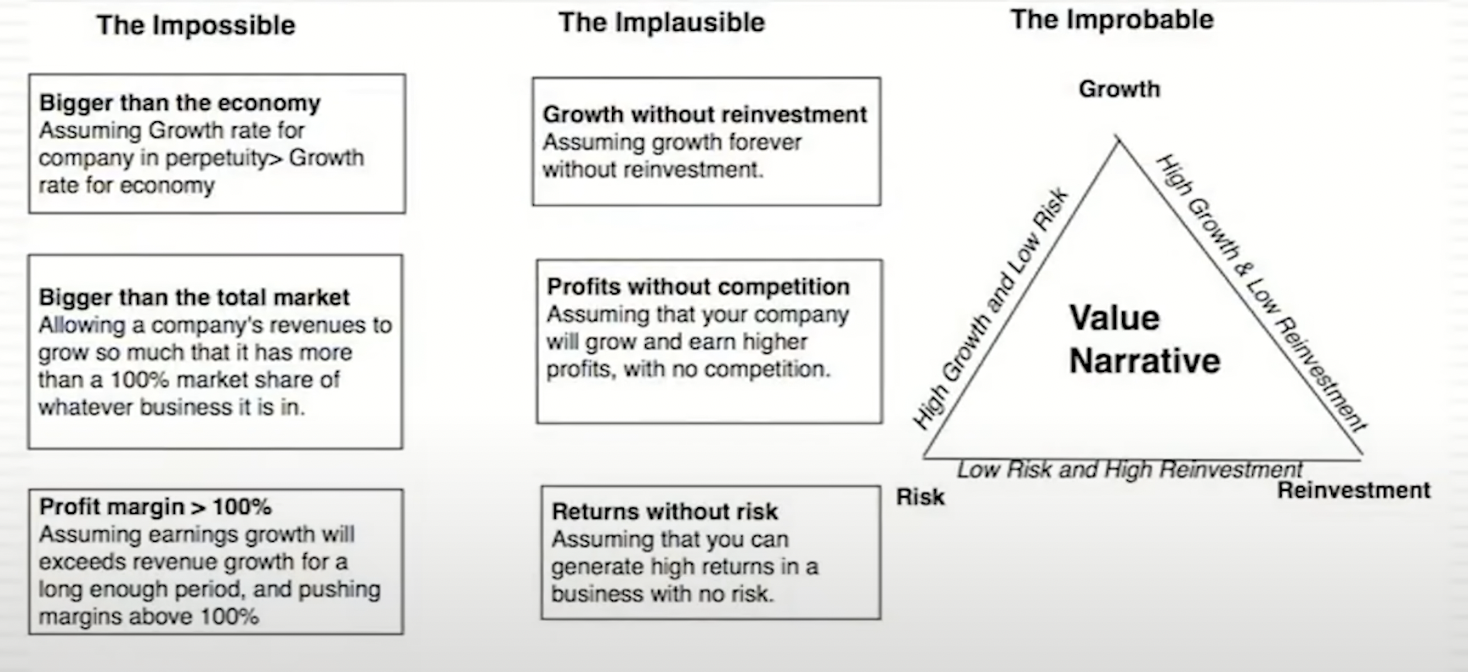 The Impossible
Bigger than the economy
Assuming Growth rate for
company in perpetuity> Growth
rate for economy
Bigger than the total market
Allowing a company's revenues to
grow so much that it has more
than a 100% market share of
whatever business it is in.
Profit margin > 100%
Assuming earnings growth will
exceeds revenue growth for a
long enough period, and pushing
margins above 100%
The Implausible
Growth without reinvestment
Assuming growth forever
without reinvestment.
Profits without competition
Assuming that your company
will grow and earn higher
profits, with no competition.
Returns without risk
Assuming that you can
generate high returns in a
business with no risk.
The Improbable
Growth
High Growth and Low Risk
High Growth & Low Reinvestment
Value
Narrative
Low Risk and High Reinvestment
Risk
Reinvestment